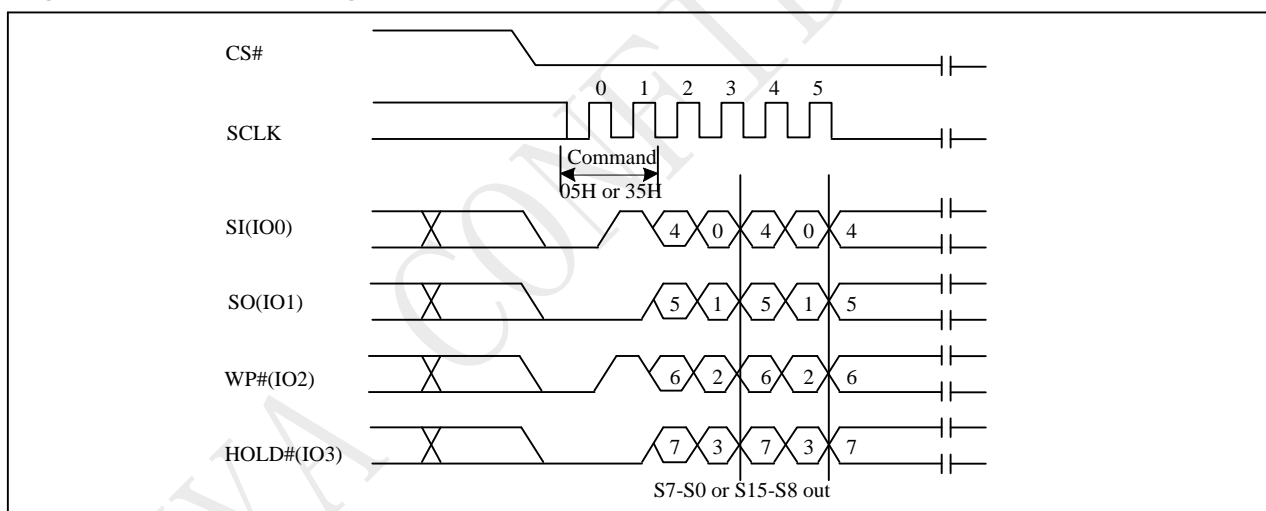 CS#
0 1 2 3 4 5
SCLK
Command
05H or 35H
SI(IO0) 4 0 4 0 4
SO(IO1) 5 1 5 1 5
WP#(IO2) 6 2 6 2 6
HOLD#(IO3) 7 3 7 3 7
S7-S0 or S15-S8 out